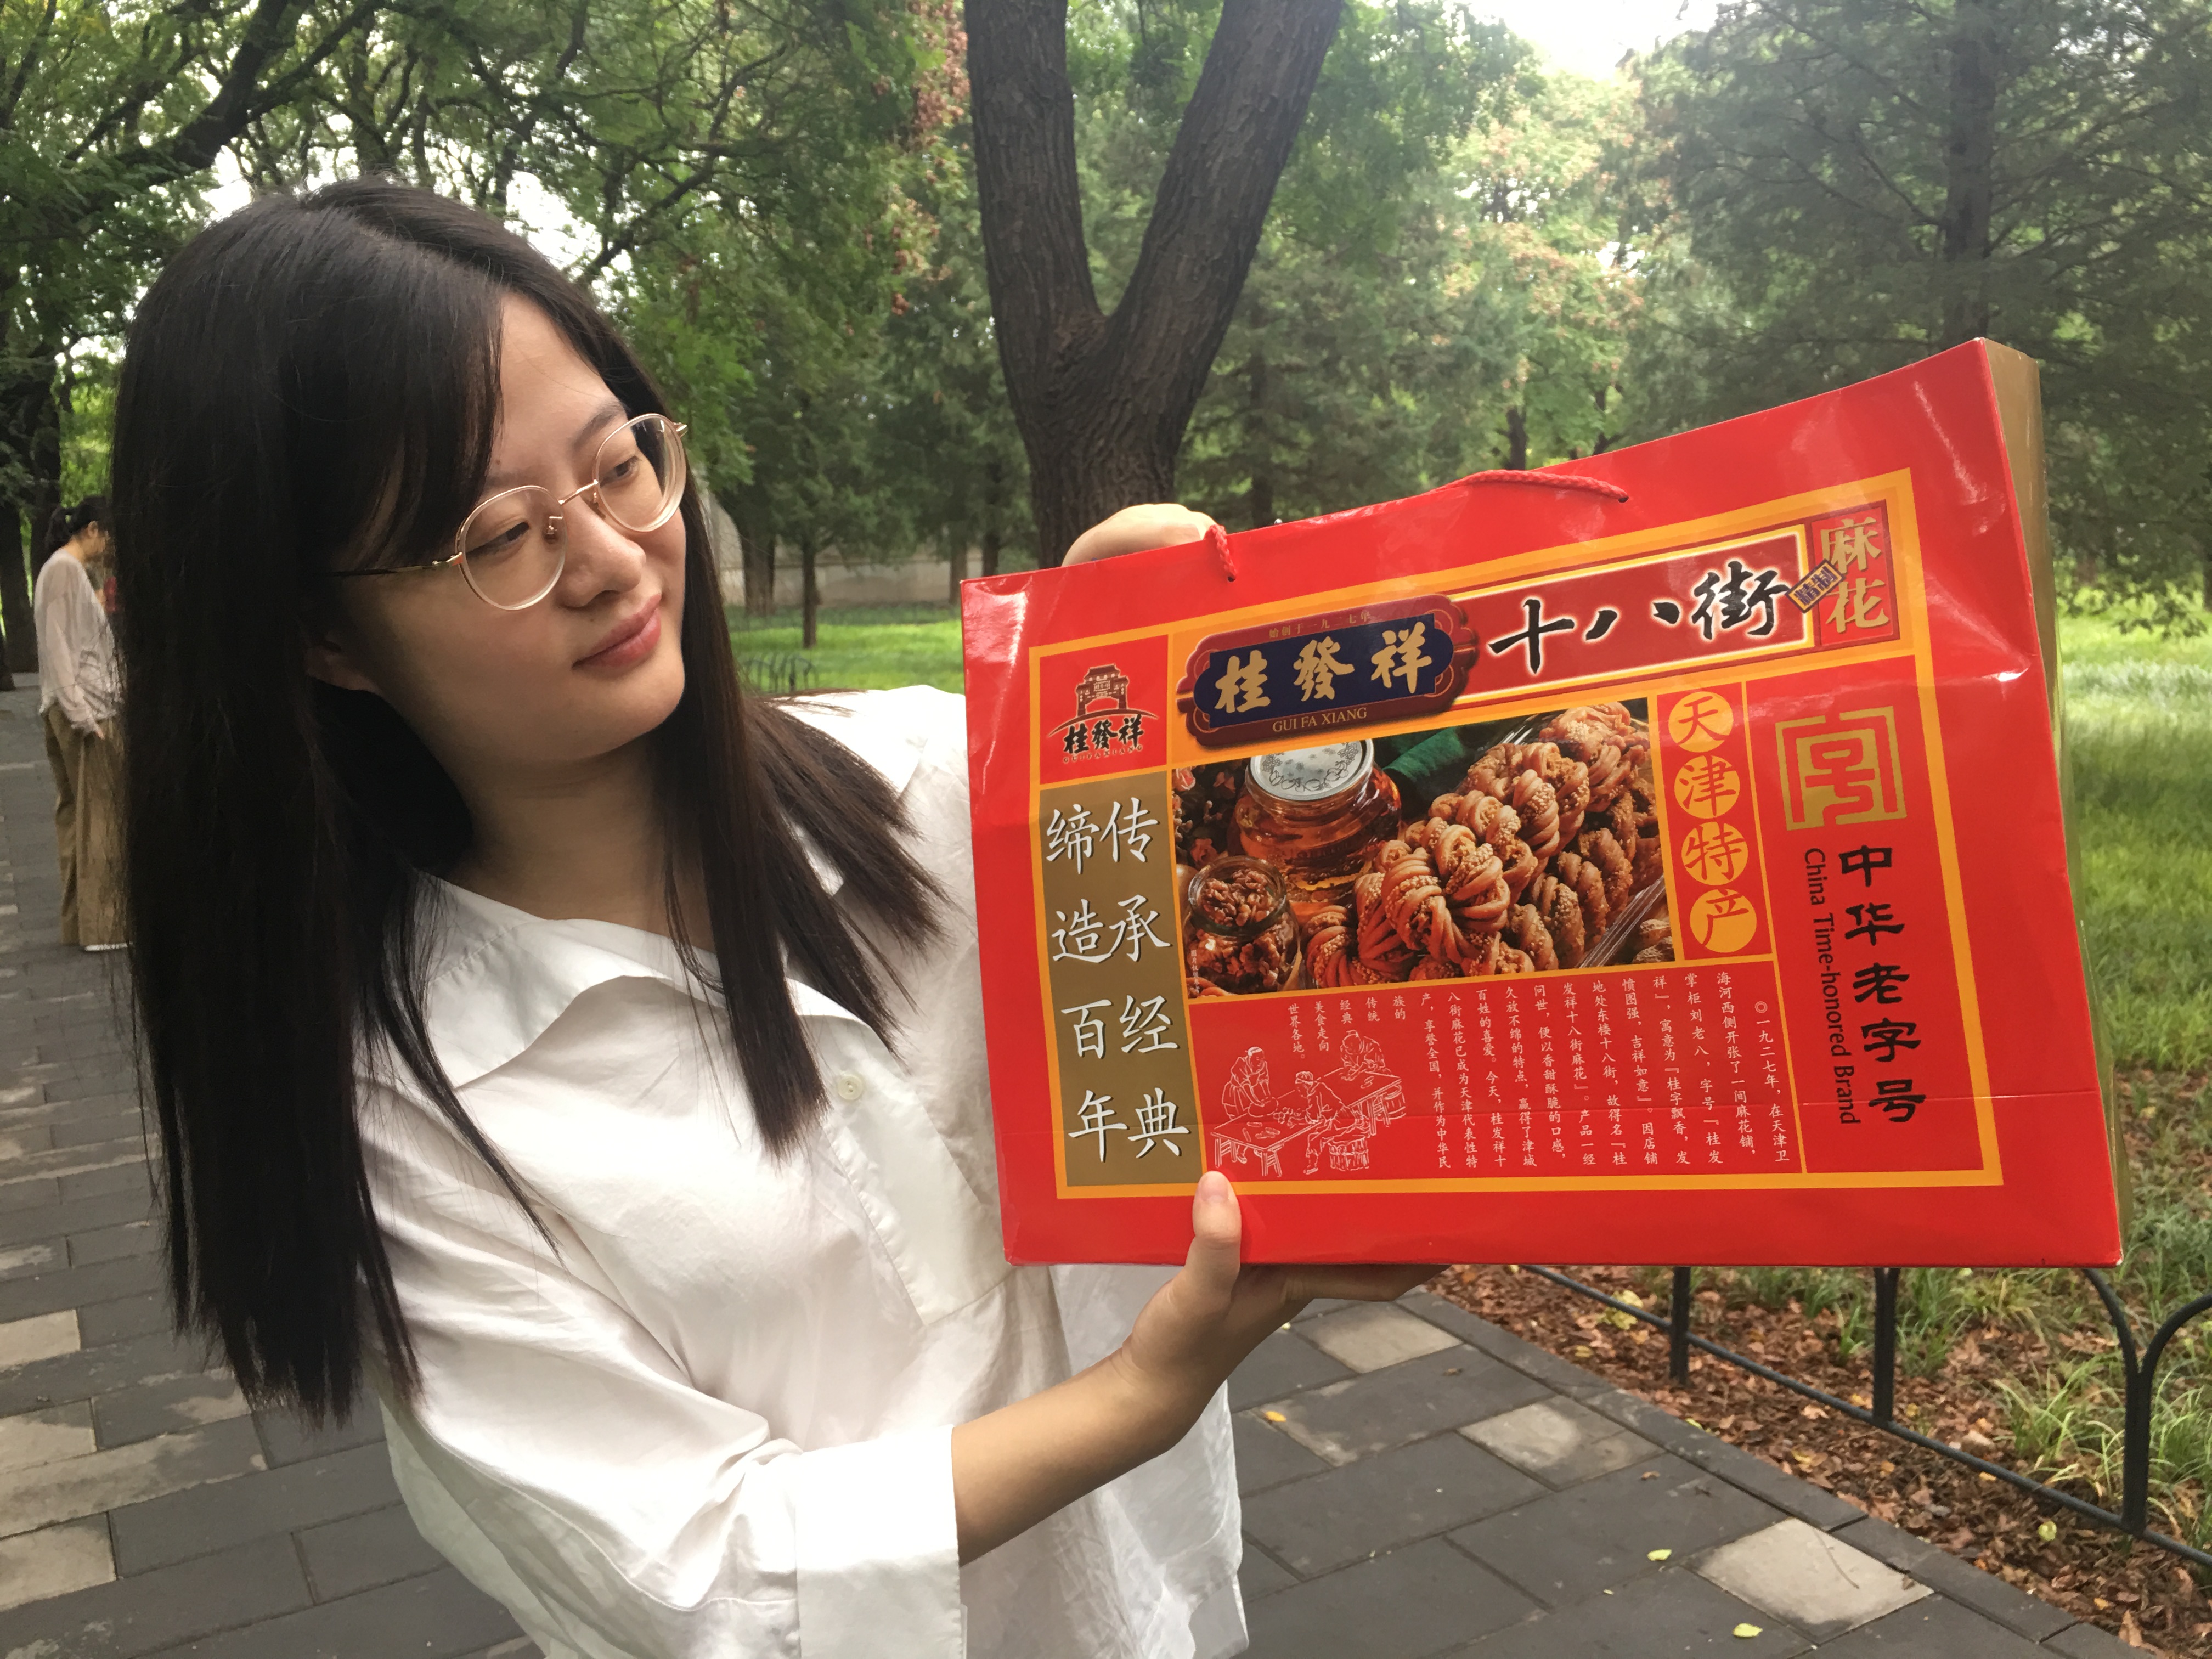 始创于一九二七年
桂發祥
GUI FA XIANG
十八街
精制
麻花
桂發祥
GUIFAXIANG
传承经典
缔造百年
天津特产
中华老字号
China Time-honored Brand
◎一九二七年，在天津卫
海河西侧开张了一间麻花铺，
掌柜刘老八，字号『桂发
祥』，寓意为『桂字飘香，发
愤图强，吉祥如意』。因店铺
地处东楼十八街，故得名『桂
发祥十八街麻花』。产品一经
问世，便以香甜酥脆的口感，
久放不绵的特点，赢得了津城
百姓的喜爱。今天，桂发祥十
八街麻花已成为天津代表性特
产，享誉全国，并作为中华民
族的
传统
经典
美食走向
世界各地。